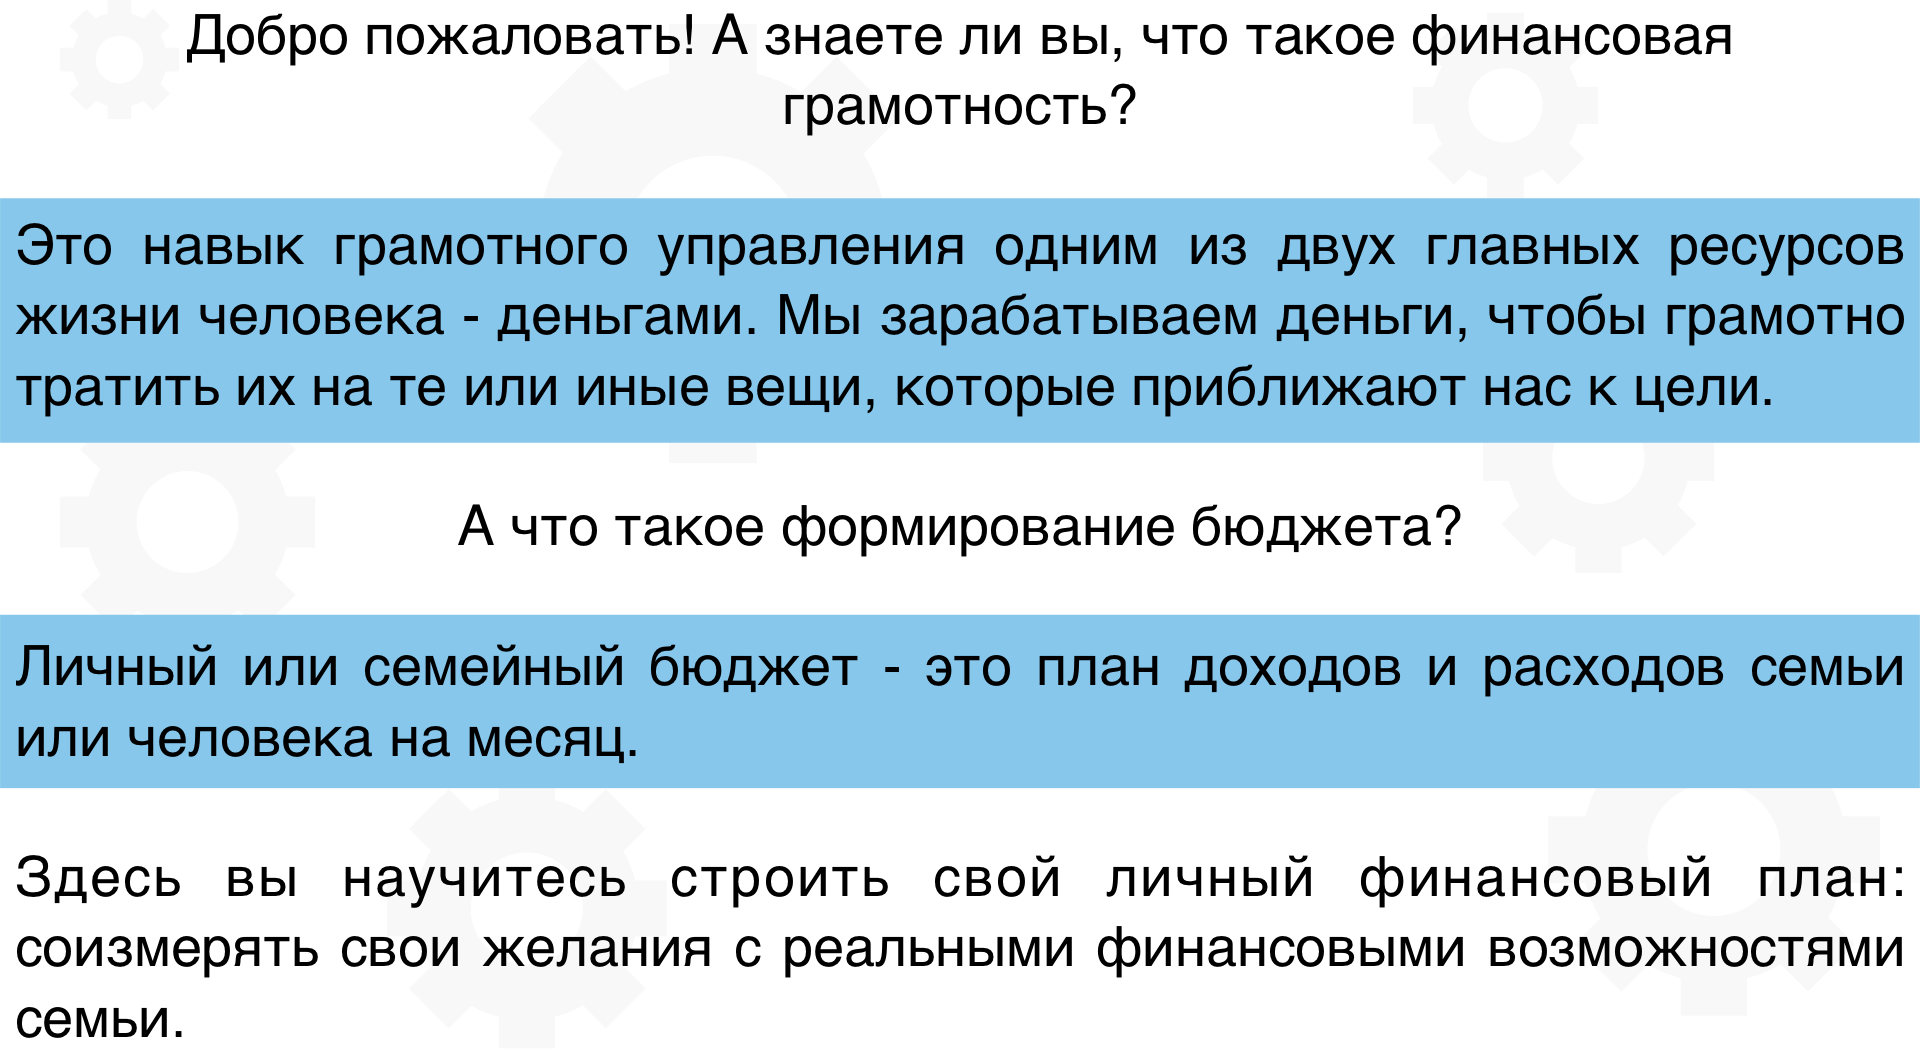 Добро пожаловать! А знаете ли вы, что такое финансовая
грамотность?
Это навык грамотного управления одним из двух главных ресурсов
жизни человека - деньгами. Мы зарабатываем деньги, чтобы грамотно
тратить их на те или иные вещи, которые приближают нас к цели.
А что такое формирование бюджета?
Личный или семейный бюджет - это план доходов и расходов семьи
или человека на месяц.
Здесь вы научитесь строить свой личный финансовый план:
соизмерять свои желания с реальными финансовыми возможностями
семьи.